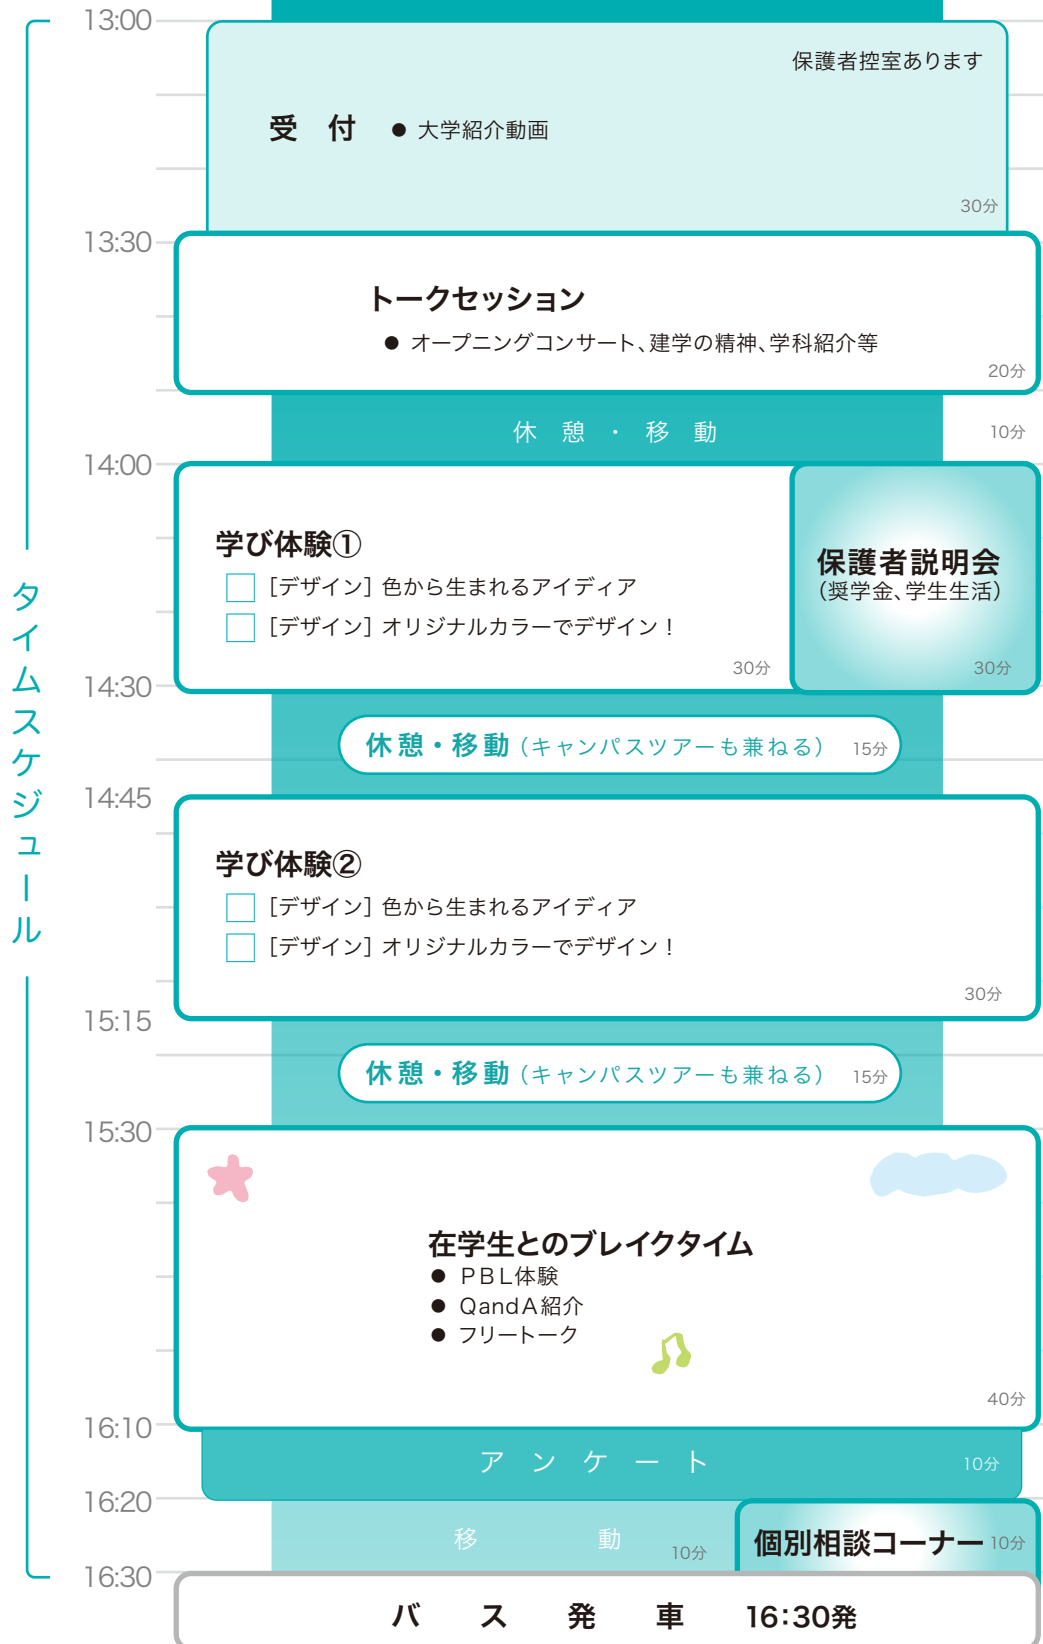 タイムスケジュール
13:00
保護者控室あります
受 付 ● 大学紹介動画
30分
13:30
トークセッション
● オープニングコンサート、建学の精神、学科紹介等
20分
休憩・移動
10分
14:00
学び体験①
[デザイン] 色から生まれるアイディア
[デザイン] オリジナルカラーでデザイン！
30分
保護者説明会
（奨学金、学生生活）
30分
14:30
休憩・移動（キャンパスツアーも兼ねる） 15分
14:45
学び体験②
[デザイン] 色から生まれるアイディア
[デザイン] オリジナルカラーでデザイン！
30分
15:15
休憩・移動（キャンパスツアーも兼ねる） 15分
15:30
在学生とのブレイクタイム
● PBL体験
● QandA紹介
● フリートーク
40分
16:10
アンケート
10分
16:20
移動
10分
個別相談コーナー 10分
16:30
バス発車 16:30発